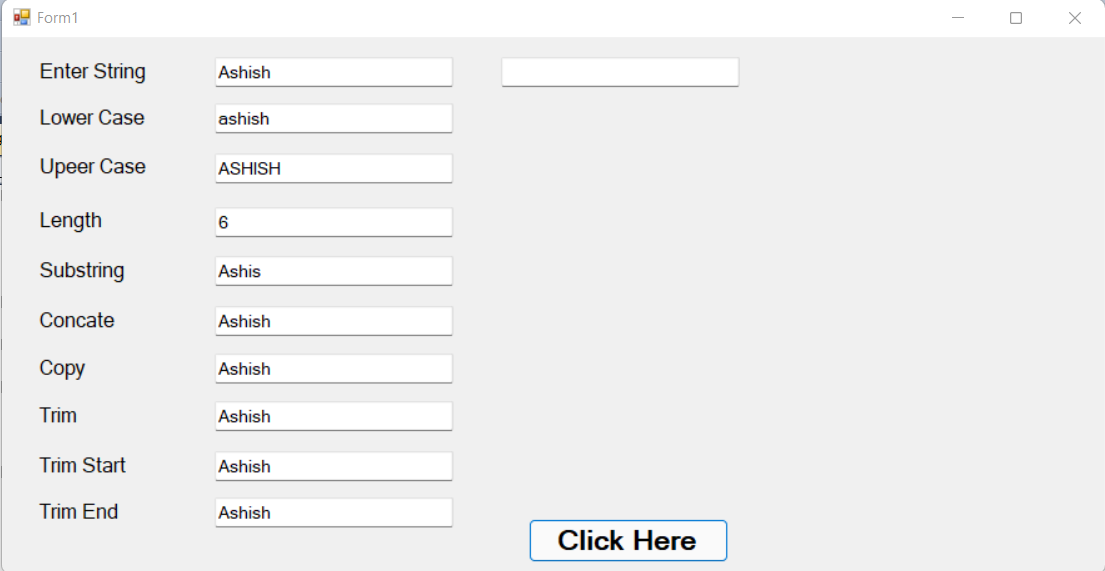 Form1
Enter String Ashish
Lower Case ashish
Upeer Case ASHISH
Length 6
Substring Ashis
Concate Ashish
Copy Ashish
Trim Ashish
Trim Start Ashish
Trim End Ashish
Click Here